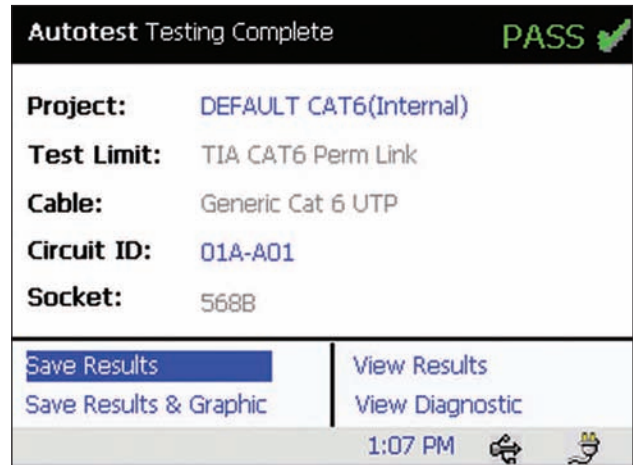 Autotest Testing Complete PASS
Project: DEFAULT CAT6(Internal)
Test Limit: TIA CAT6 Perm Link
Cable: Generic Cat 6 UTP
Circuit ID: 01A-A01
Socket: 568B
Save Results View Results
Save Results & Graphic View Diagnostic
1:07 PM